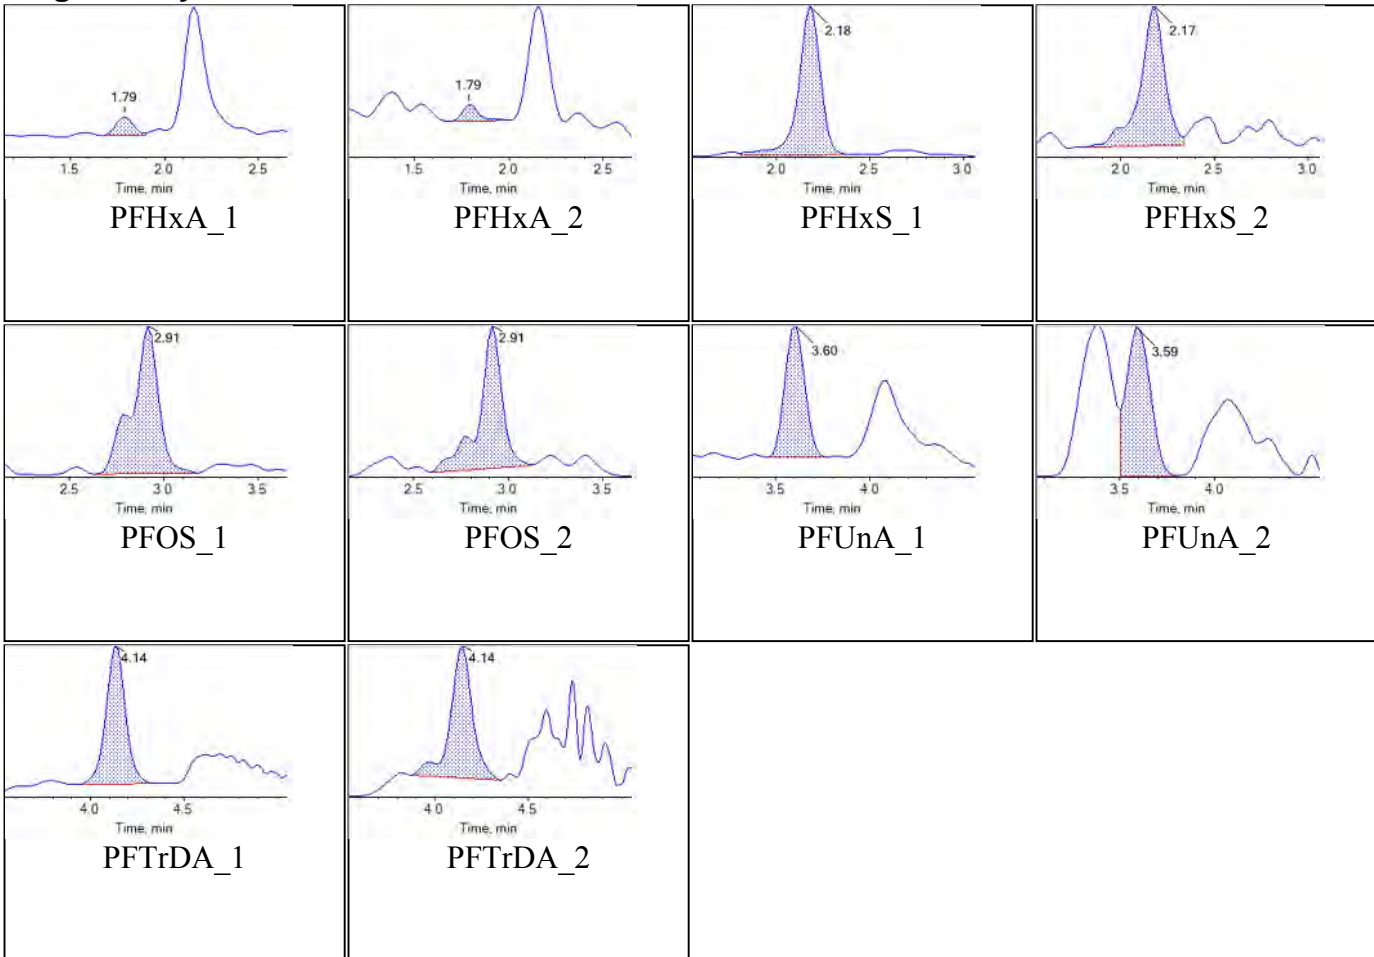 1.79
1.5 2.0 2.5
Time, min
PFHxA_1
1.79
1.5 2.0 2.5
Time, min
PFHxA_2
2.18
2.0 2.5 3.0
Time, min
PFHxS_1
2.17
2.0 2.5 3.0
Time, min
PFHxS_2
2.91
2.5 3.0 3.5
Time, min
PFOS_1
2.91
2.5 3.0 3.5
Time, min
PFOS_2
3.60
3.5 4.0
Time, min
PFUnA_1
3.59
3.5 4.0
Time, min
PFUnA_2
4.14
4.0 4.5
Time, min
PFTrDA_1
4.14
4.0 4.5
Time, min
PFTrDA_2